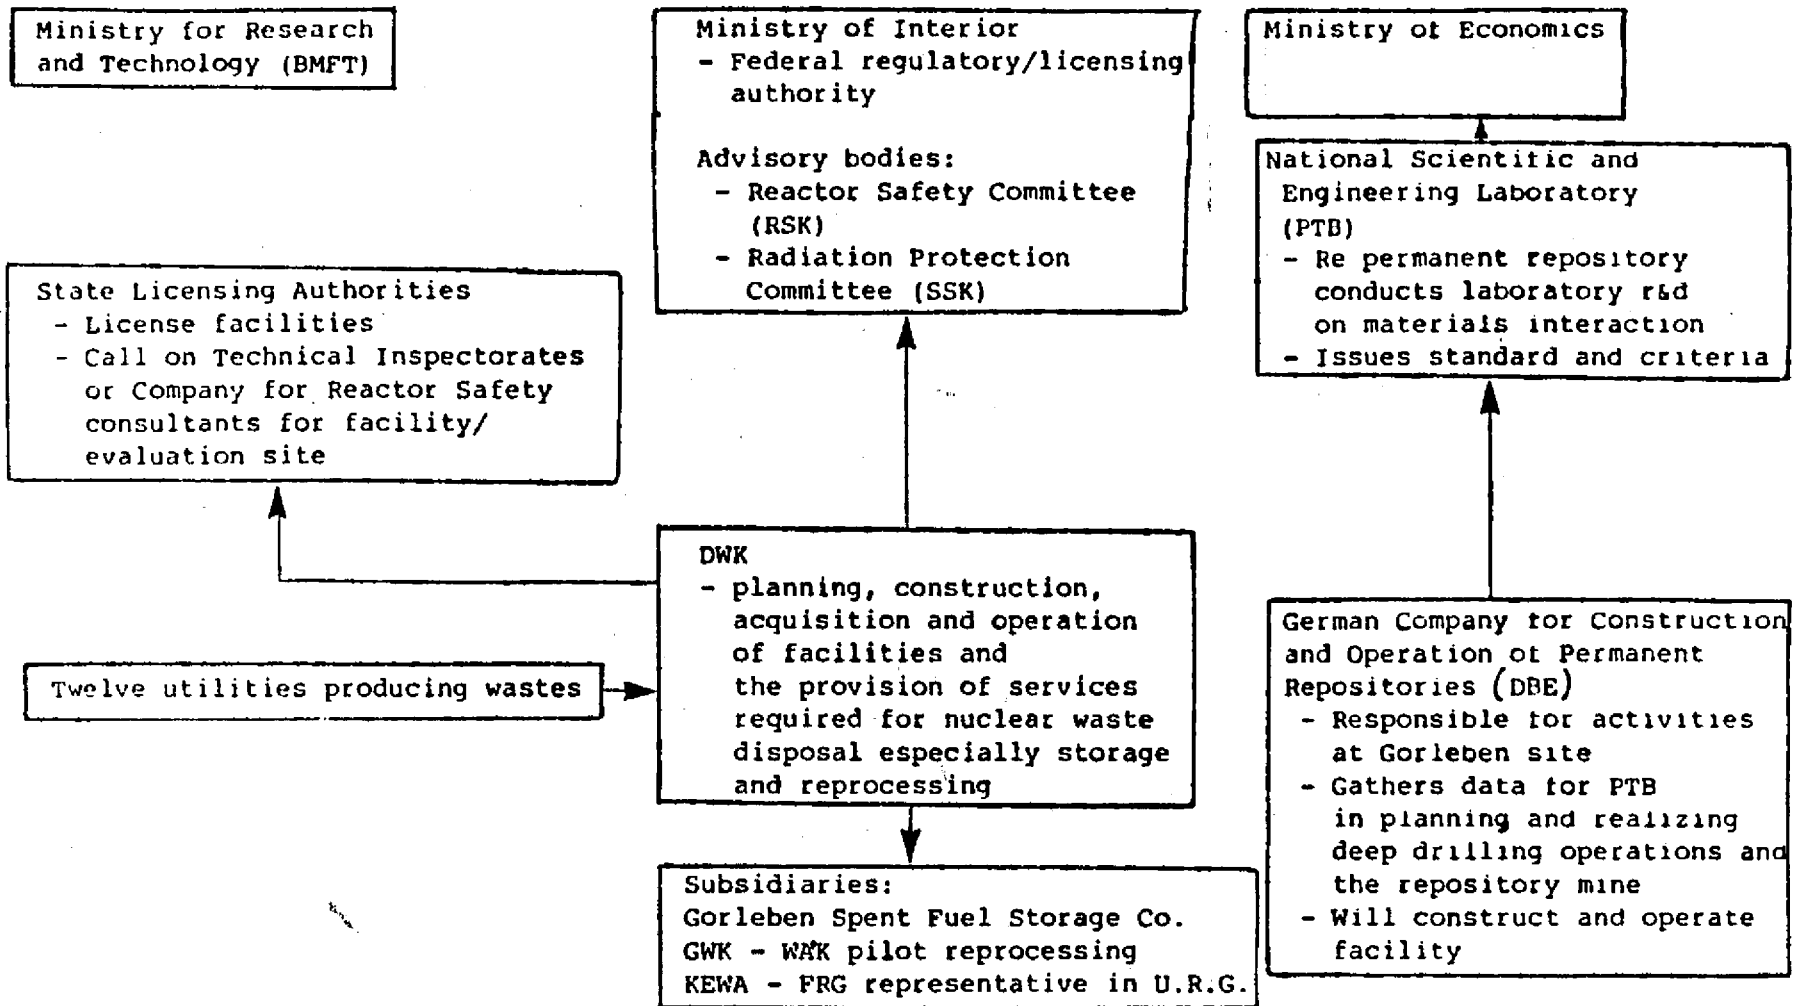 Ministry for Research
and Technology (BMFT)
Ministry of Interior
- Federal regulatory/licensing
authority
Advisory bodies:
- Reactor Safety Committee
(RSK)
- Radiation Protection
Committee (SSK)
Ministry of Economics
National Scientific and
Engineering Laboratory
(PTB)
- Re permanent repository
conducts laboratory r&d
on materials interaction
- Issues standard and criteria
State Licensing Authorities
- License facilities
- Call on Technical Inspectorates
or Company for Reactor Safety
consultants for facility/
evaluation site
DWK
- planning, construction,
acquisition and operation
of facilities and
the provision of services
required for nuclear waste
disposal especially storage
and reprocessing
Twelve utilities producing wastes
German Company for Construction
and Operation of Permanent
Repositories (DBE)
- Responsible for activities
at Gorleben site
- Gathers data for PTB
in planning and realizing
deep drilling operations and
the repository mine
- Will construct and operate
facility
Subsidiaries:
Gorleben Spent Fuel Storage Co.
GWK - WAK pilot reprocessing
KEWA - FRG representative in U.R.G.